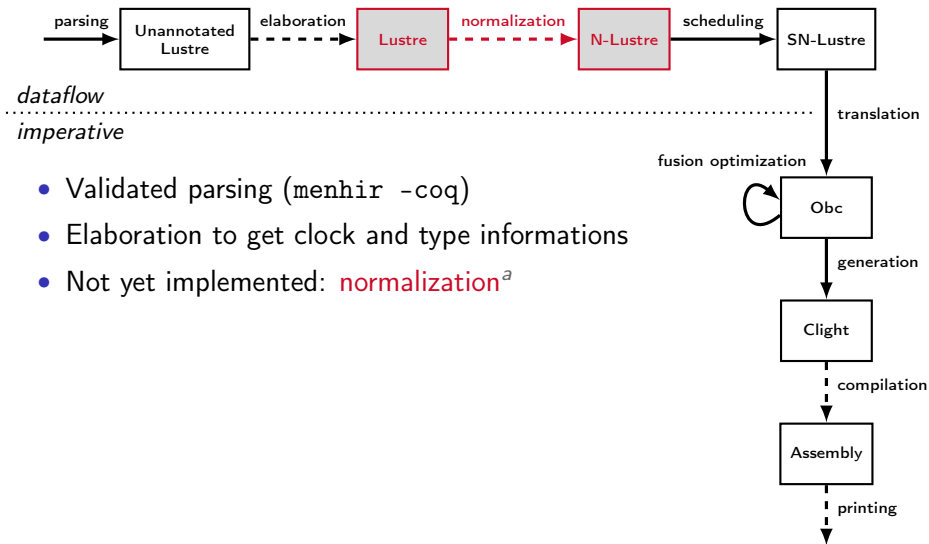 parsing
Unannotated
Lustre
elaboration
Lustre
normalization
N-Lustre
scheduling
SN-Lustre
dataflow
imperative
translation
fusion optimization
• Validated parsing (menhir -coq)
• Elaboration to get clock and type informations
• Not yet implemented: normalizationᵃ
Obc
generation
Clight
compilation
Assembly
printing